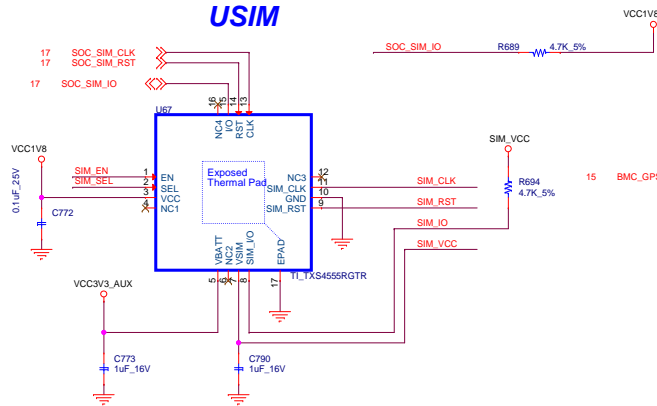 USIM
VCC1V8
17 SOC_SIM_CLK
17 SOC_SIM_RST
SOC_SIM_IO
R689
4.7K_5%
17 SOC_SIM_IO
16 15 14 13
U67
NC4 I/O RST CLK
VCC1V8
SIM_VCC
SIM_EN
SIM_SEL
1 EN
2 SEL
3 VCC
4 NC1
Exposed
Thermal Pad
NC3 12
SIM_CLK 11
GND 10
SIM_RST 9
SIM_CLK
SIM_RST
SIM_IO
SIM_VCC
R694
4.7K_5%
15 BMC_GPS
0.1uF_25V
C772
VBATT NC2 VSIM SIM_I/O EPAD
5 6 7 8 17
TI_TXS4555RGTR
VCC3V3_AUX
C773
1uF_16V
C790
1uF_16V